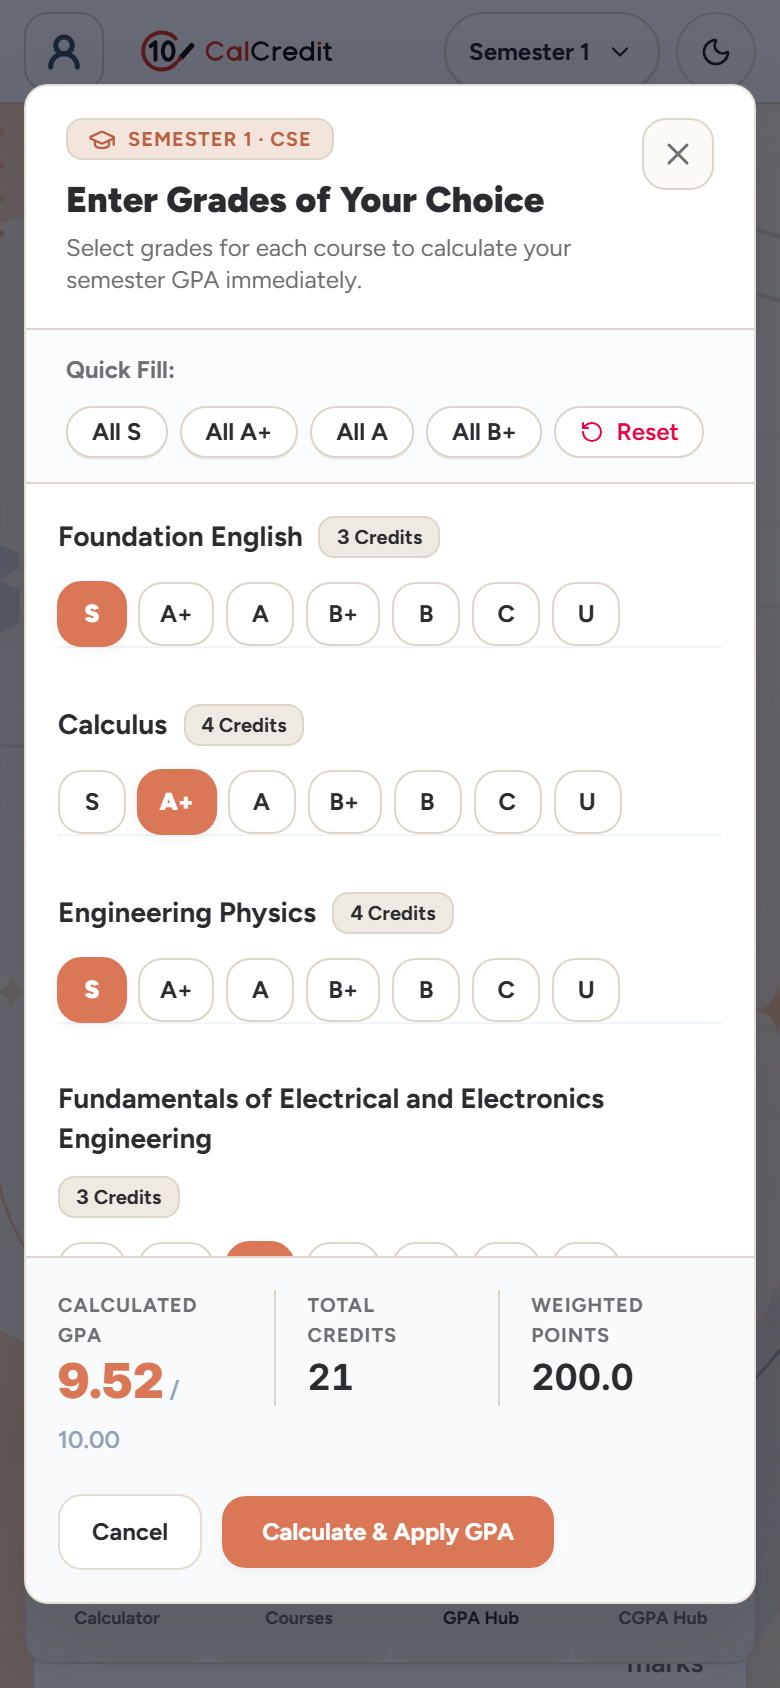 10/ CalCredit
Semester 1
SEMESTER 1 · CSE
Enter Grades of Your Choice
Select grades for each course to calculate your
semester GPA immediately.
Quick Fill:
All S All A+ All A All B+ Reset
Foundation English 3 Credits
S A+ A B+ B C U
Calculus 4 Credits
S A+ A B+ B C U
Engineering Physics 4 Credits
S A+ A B+ B C U
Fundamentals of Electrical and Electronics
Engineering
3 Credits
CALCULATED
GPA
9.52 /
10.00
TOTAL
CREDITS
21
WEIGHTED
POINTS
200.0
Cancel Calculate & Apply GPA
Calculator Courses GPA Hub CGPA Hub
marks